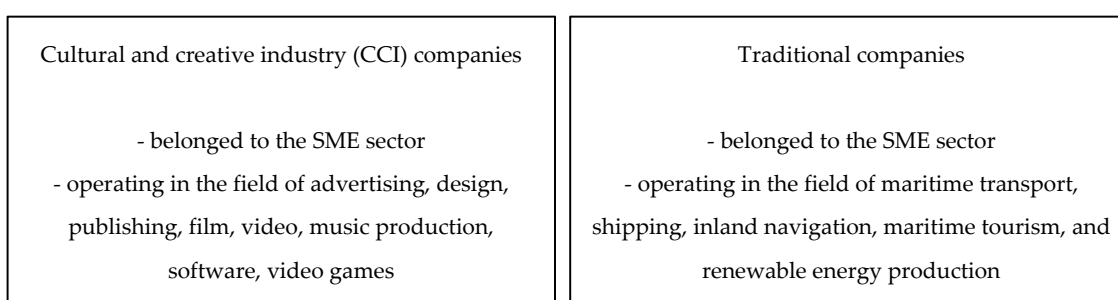 Cultural and creative industry (CCI) companies
- belonged to the SME sector
- operating in the field of advertising, design,
publishing, film, video, music production,
software, video games
Traditional companies
- belonged to the SME sector
- operating in the field of maritime transport,
shipping, inland navigation, maritime tourism, and
renewable energy production